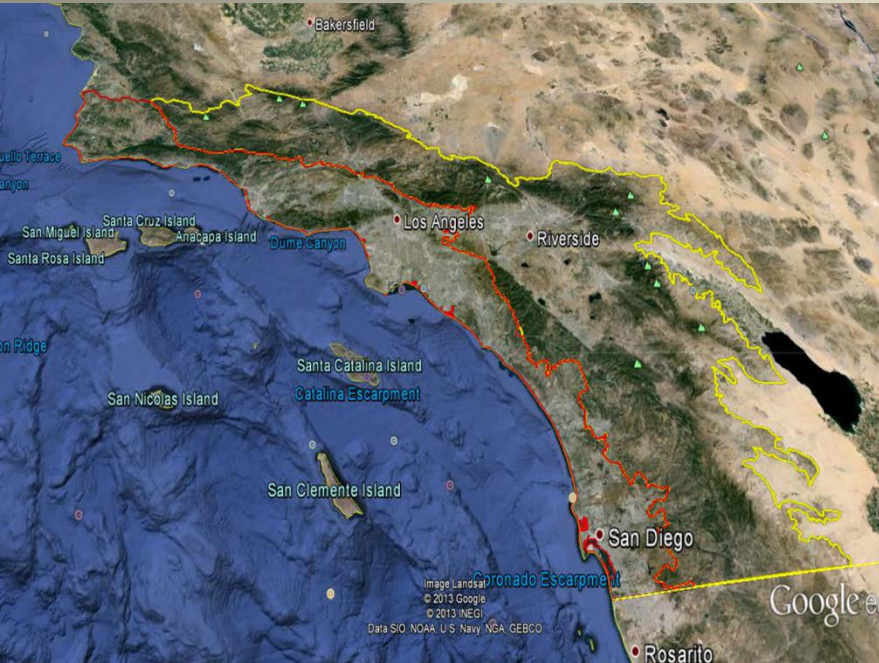 Bakersfield
uello Terrace
anyon
Santa Cruz Island
San Miguel Island
Anacapa Island
Santa Rosa Island
Dume Canyon
Los Angeles
Riverside
on Ridge
Santa Catalina Island
Catalina Escarpment
San Nicolas Island
San Clemente Island
San Diego
Coronado Escarpment
Image Landsat
© 2013 Google
© 2013 INEGI
Data SIO, NOAA, U.S. Navy, NGA, GEBCO
Google e
Rosarito